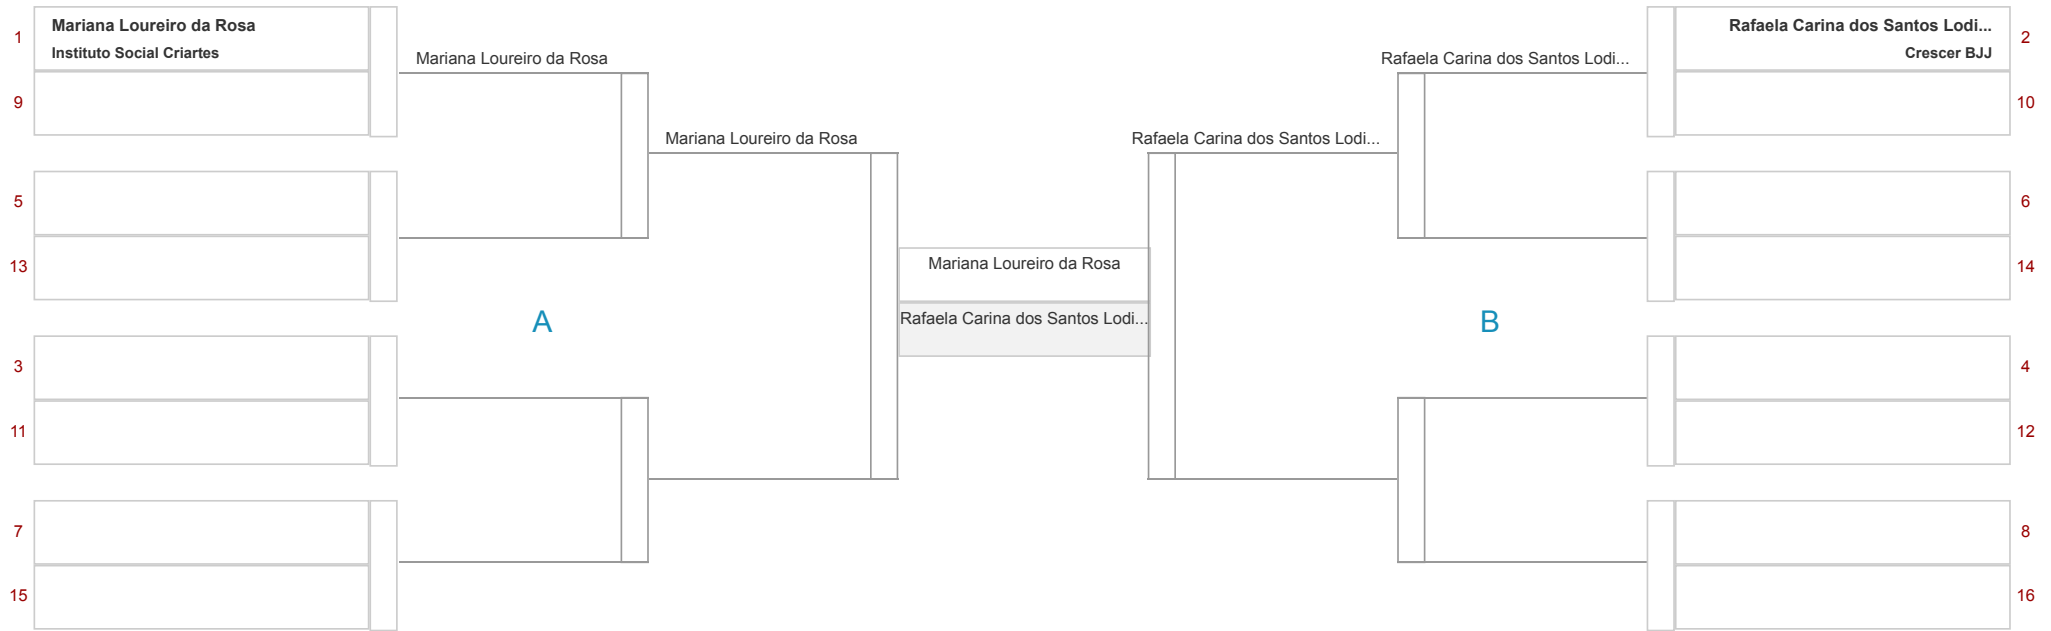 1
Mariana Loureiro da Rosa
Instituto Social Criartes
9
5
13
3
11
7
15
Mariana Loureiro da Rosa
Mariana Loureiro da Rosa
A
Mariana Loureiro da Rosa
Rafaela Carina dos Santos Lodi...
Rafaela Carina dos Santos Lodi...
Rafaela Carina dos Santos Lodi...
B
Rafaela Carina dos Santos Lodi...
Crescer BJJ
2
10
6
14
4
12
8
16